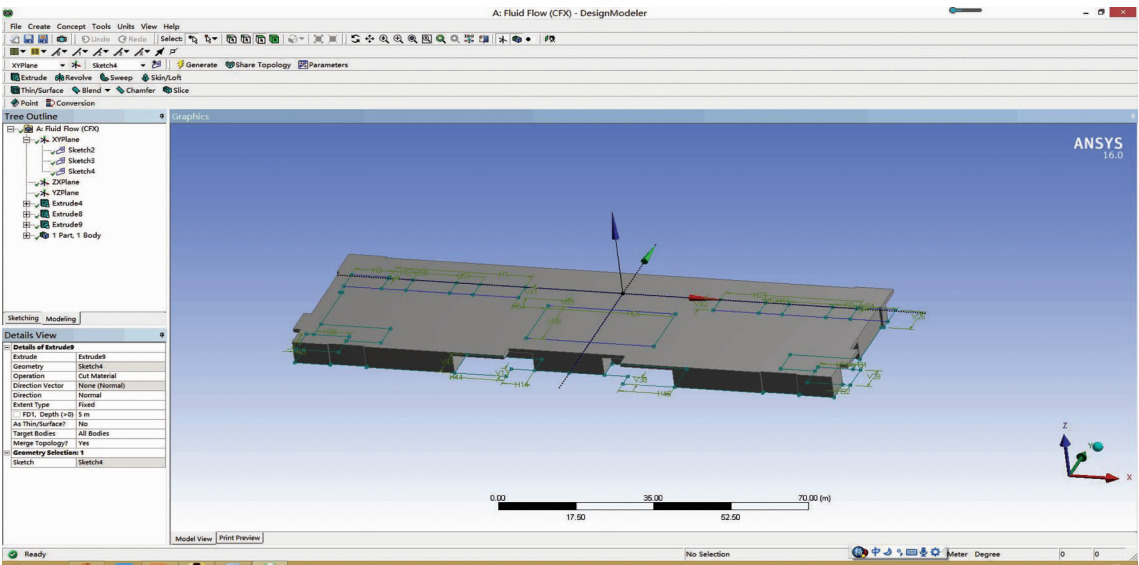 A: Fluid Flow (CFX) - DesignModeler
File Create Concept Tools Units View Help
Undo Redo Select:
XYPlane Sketch4 Generate Share Topology Parameters
Extrude Revolve Sweep Skin/Loft
Thin/Surface Blend Chamfer Slice
Point Conversion
Tree Outline
Graphics
A: Fluid Flow (CFX)
XYPlane
Sketch2
Sketch3
Sketch4
ZXPlane
YZPlane
Extrude4
Extrude8
Extrude9
1 Part, 1 Body
ANSYS
16.0
Sketching Modeling
Details View
Details of Extrude9
Extrude Extrude9
Geometry Sketch4
Operation Cut Material
Direction Vector None (Normal)
Direction Normal
Extent Type Fixed
FD1, Depth (>0) 5 m
As Thin/Surface? No
Target Bodies All Bodies
Merge Topology? Yes
Geometry Selection: 1
Sketch Sketch4
Z
X
0.00 35.00 70.00 (m)
17.50 52.50
Model View Print Preview
Ready
No Selection
中
Meter Degree 0 0